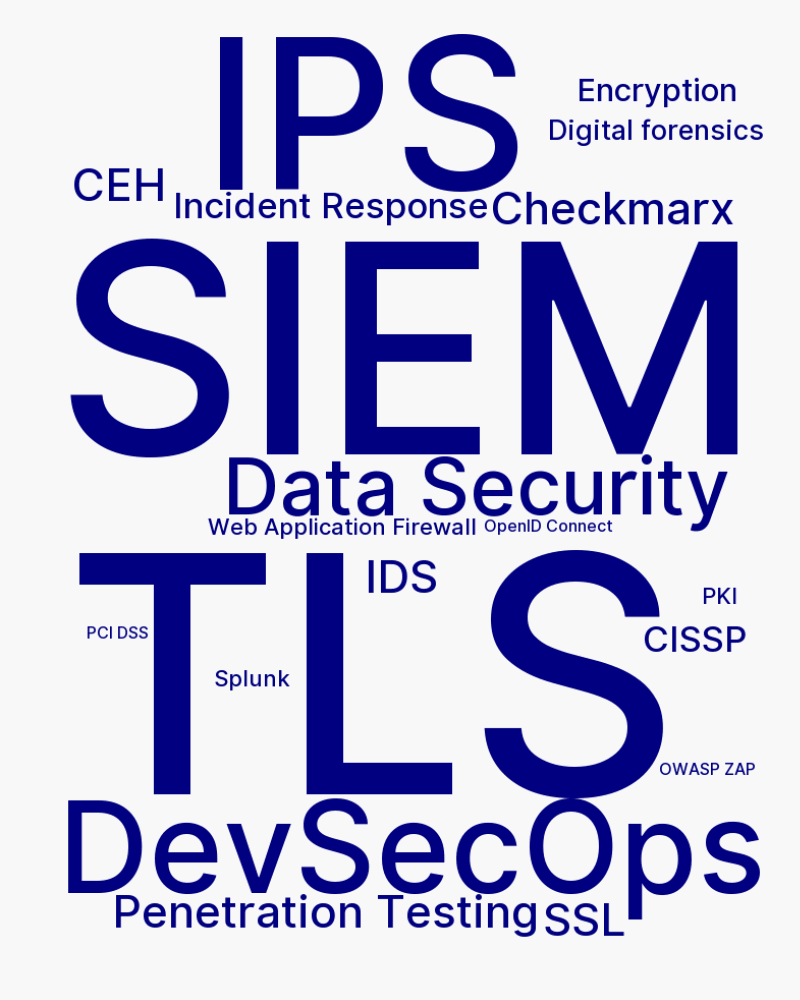 IPS
Encryption
Digital forensics
CEH
Incident Response
Checkmarx
SIEM
Data Security
Web Application Firewall
OpenID Connect
TLS
IDS
PKI
PCI DSS
CISSP
Splunk
OWASP ZAP
DevSecOps
Penetration Testing
SSL